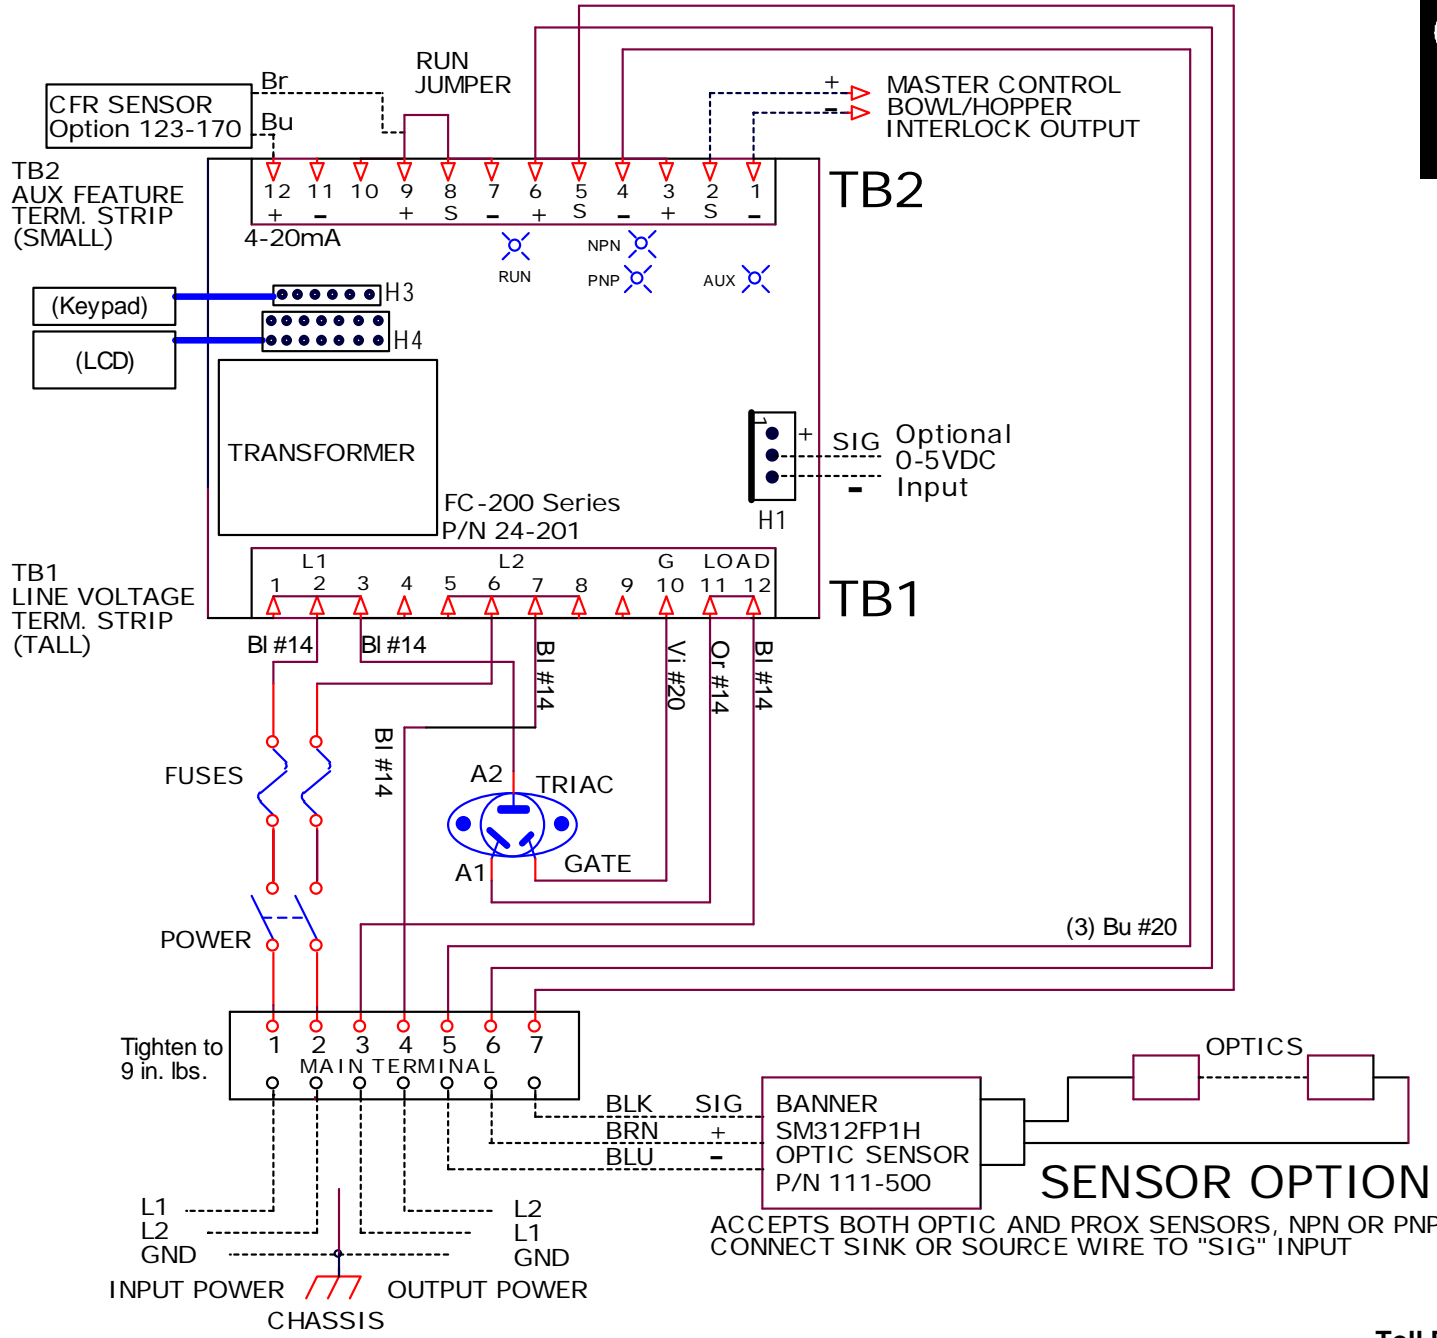 RUN
JUMPER
Br
CFR SENSOR
Option 123-170
Bu
+ MASTER CONTROL
- BOWL/HOPPER
INTERLOCK OUTPUT
TB2
AUX FEATURE
TERM. STRIP
(SMALL)
12 11 10 9 8 7 6 5 4 3 2 1
+ - + S - + S - + S -
TB2
4-20mA
RUN
NPN
PNP
AUX
(Keypad)
H3
(LCD)
H4
TRANSFORMER
1
+
SIG
-
Optional
0-5VDC
Input
H1
FC-200 Series
P/N 24-201
L1 L2 G LOAD
1 2 3 4 5 6 7 8 9 10 11 12
TB1
LINE VOLTAGE
TERM. STRIP
(TALL)
TB1
Bl #14
Bl #14
Bl #14
Vi #20
Or #14
Bl #14
Bl #14
FUSES
A2
TRIAC
A1
GATE
POWER
(3) Bu #20
Tighten to
9 in. lbs.
1 2 3 4 5 6 7
MAIN TERMINAL
OPTICS
BLK SIG
BRN +
BLU -
BANNER
SM312FP1H
OPTIC SENSOR
P/N 111-500
SENSOR OPTION
ACCEPTS BOTH OPTIC AND PROX SENSORS, NPN OR PNP
CONNECT SINK OR SOURCE WIRE TO "SIG" INPUT
L1
L2
GND
L2
L1
GND
INPUT POWER
OUTPUT POWER
CHASSIS